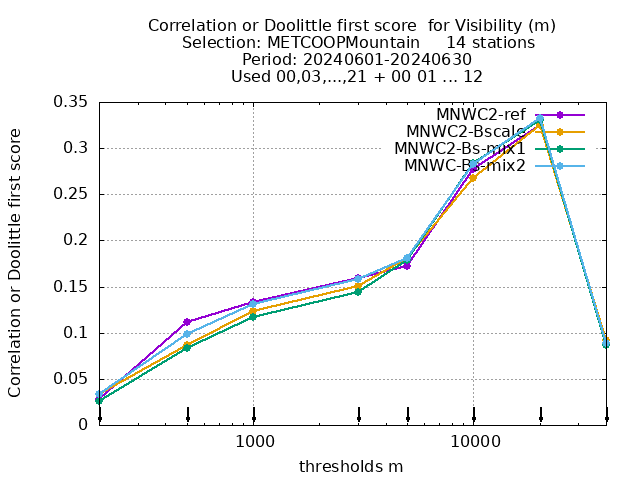 Correlation or Doolittle first score  for Visibility (m)
Selection: METCOOPMountain     14 stations
Period: 20240601-20240630
Used 00,03,...,21 + 00 01 ... 12
MNWC2-ref
MNWC2-Bscale
MNWC2-Bs-mix1
MNWC-Bs-mix2
Correlation or Doolittle first score
0.35
0.3
0.25
0.2
0.15
0.1
0.05
0
1000 10000
thresholds m